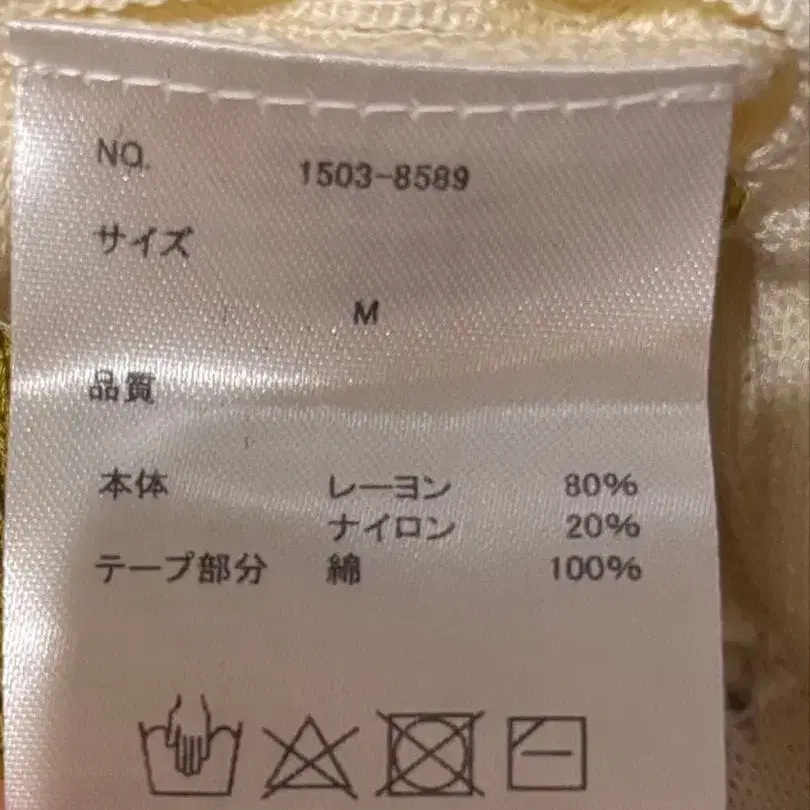 NO. 1503-8589
サイズ
M
品質
本体 レーヨン 80%
ナイロン 20%
テープ部分 綿 100%